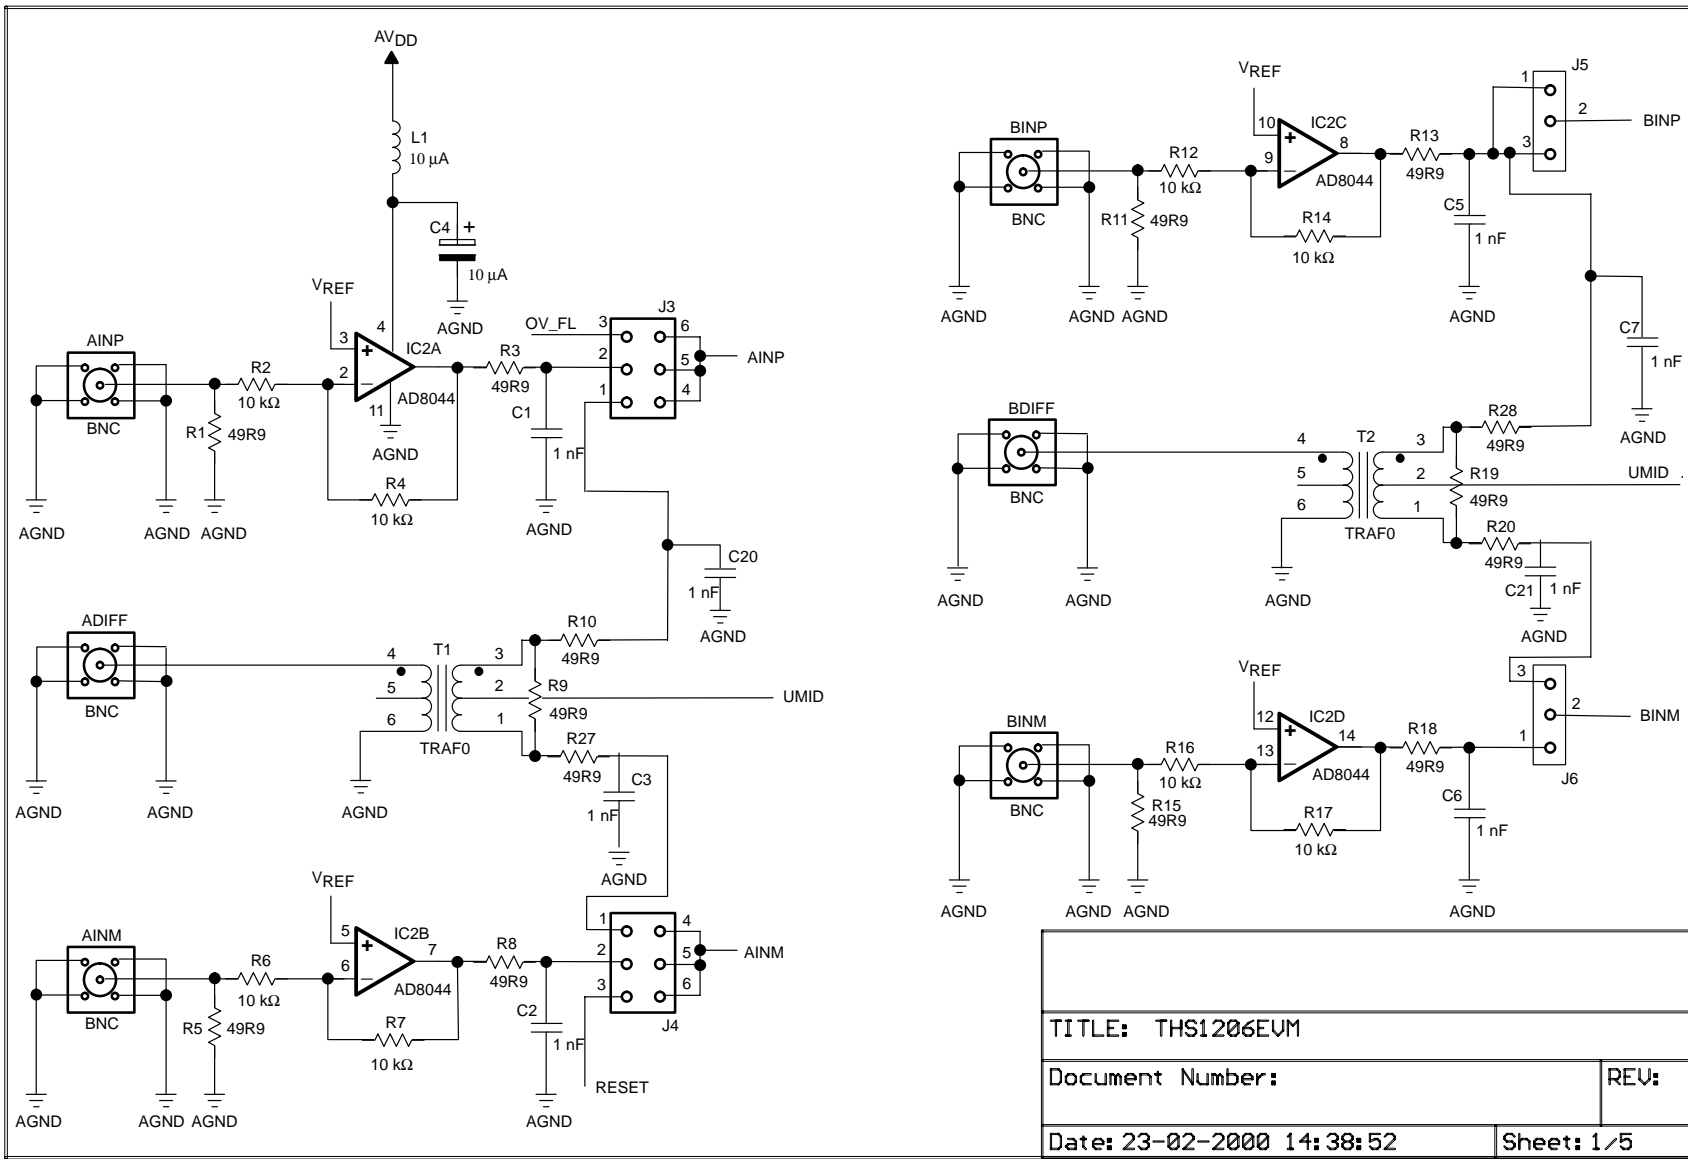 AVDD
L1
10 µA
C4 +
10 µA
AGND
VREF
3
4
IC2A
2
11
AD8044
AGND
AINP
BNC
R2
10 kΩ
R1
49R9
AGND
AGND
AGND
R4
10 kΩ
R3
49R9
C1
1 nF
AGND
OV_FL
J3
3
2
1
6
5
4
AINP
C20
1 nF
AGND
ADIFF
BNC
AGND
AGND
4
5
6
T1
3
2
1
TRAF0
AGND
R10
49R9
R9
49R9
UMID
R27
49R9
C3
1 nF
AGND
VREF
5
IC2B
6
7
AD8044
AINM
BNC
R6
10 kΩ
R5
49R9
AGND
AGND
AGND
R7
10 kΩ
R8
49R9
C2
1 nF
AGND
1
2
3
4
5
6
J4
AINM
RESET
VREF
10
IC2C
9
8
AD8044
BINP
BNC
R12
10 kΩ
R11
49R9
AGND
AGND
AGND
R14
10 kΩ
R13
49R9
C5
1 nF
AGND
J5
1
2
3
BINP
C7
1 nF
AGND
BDIFF
BNC
AGND
AGND
4
5
6
T2
3
2
1
TRAF0
AGND
R28
49R9
R19
49R9
UMID
R20
49R9
C21
1 nF
AGND
VREF
12
IC2D
13
14
AD8044
BINM
BNC
R16
10 kΩ
R15
49R9
AGND
AGND
AGND
R17
10 kΩ
R18
49R9
C6
1 nF
AGND
3
2
1
J6
BINM
TITLE: THS1206EVM
Document Number:
REV:
Date: 23-02-2000 14:38:52
Sheet: 1/5